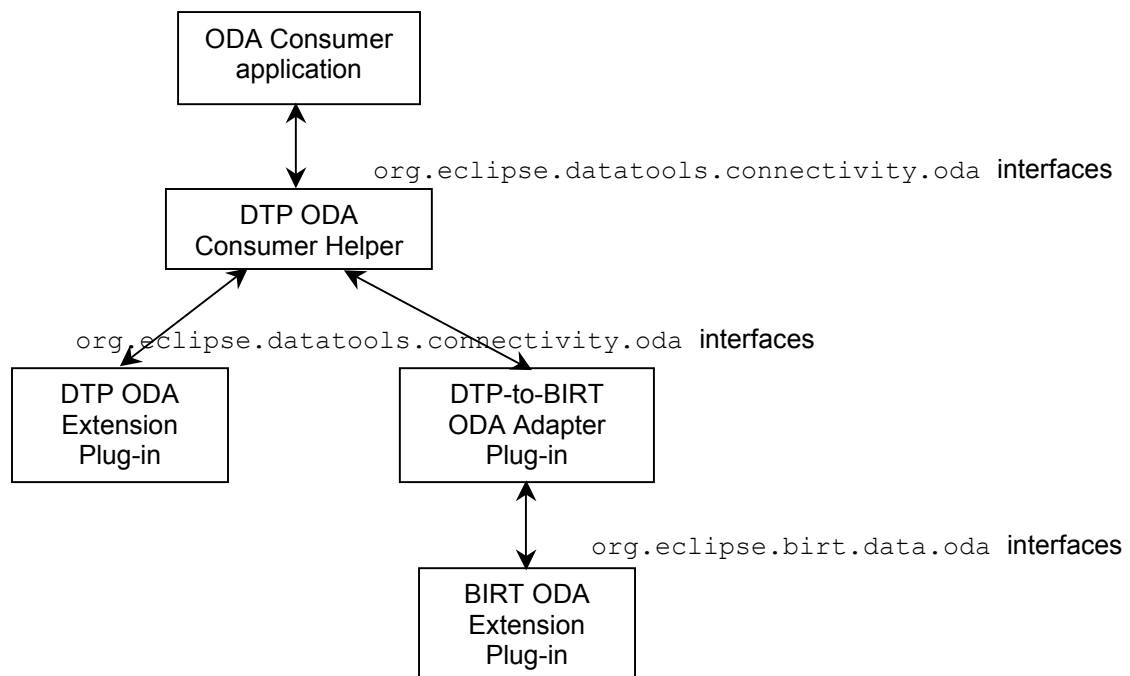 ODA Consumer
application
org.eclipse.datatools.connectivity.oda interfaces
DTP ODA
Consumer Helper
org.eclipse.datatools.connectivity.oda interfaces
DTP ODA
Extension
Plug-in
DTP-to-BIRT
ODA Adapter
Plug-in
org.eclipse.birt.data.oda interfaces
BIRT ODA
Extension
Plug-in